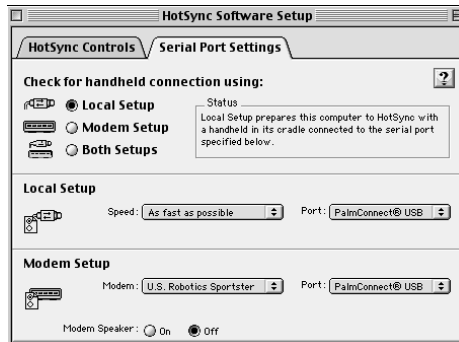 HotSync Software Setup
HotSync Controls
Serial Port Settings
Check for handheld connection using:
?
Local Setup
Modem Setup
Both Setups
Status
Local Setup prepares this computer to HotSync with
a handheld in its cradle connected to the serial port
specified below.
Local Setup
Speed: As fast as possible
Port: PalmConnect® USB
Modem Setup
Modem: U.S. Robotics Sportster
Port: PalmConnect® USB
Modem Speaker: On Off